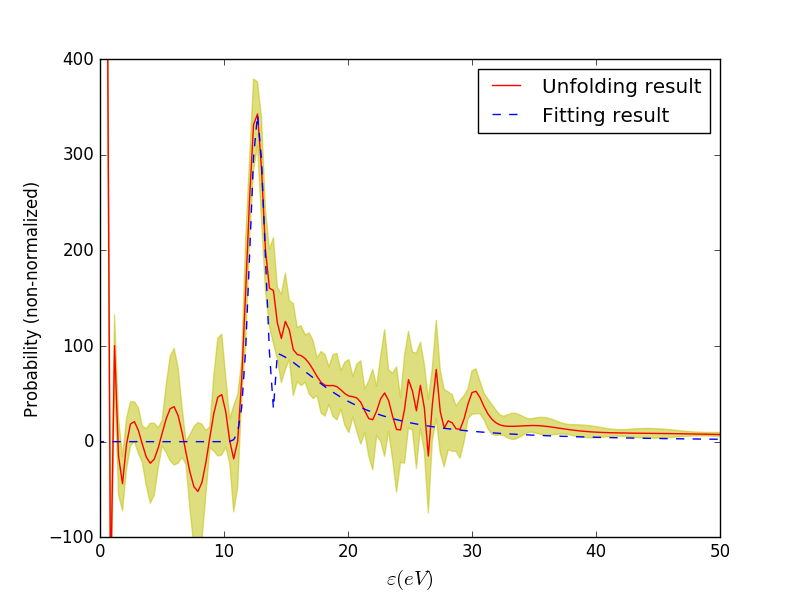 400
Unfolding result
Fitting result
300
200
100
0
−100
Probability (non-normalized)
0 10 20 30 40 50
ε(eV)